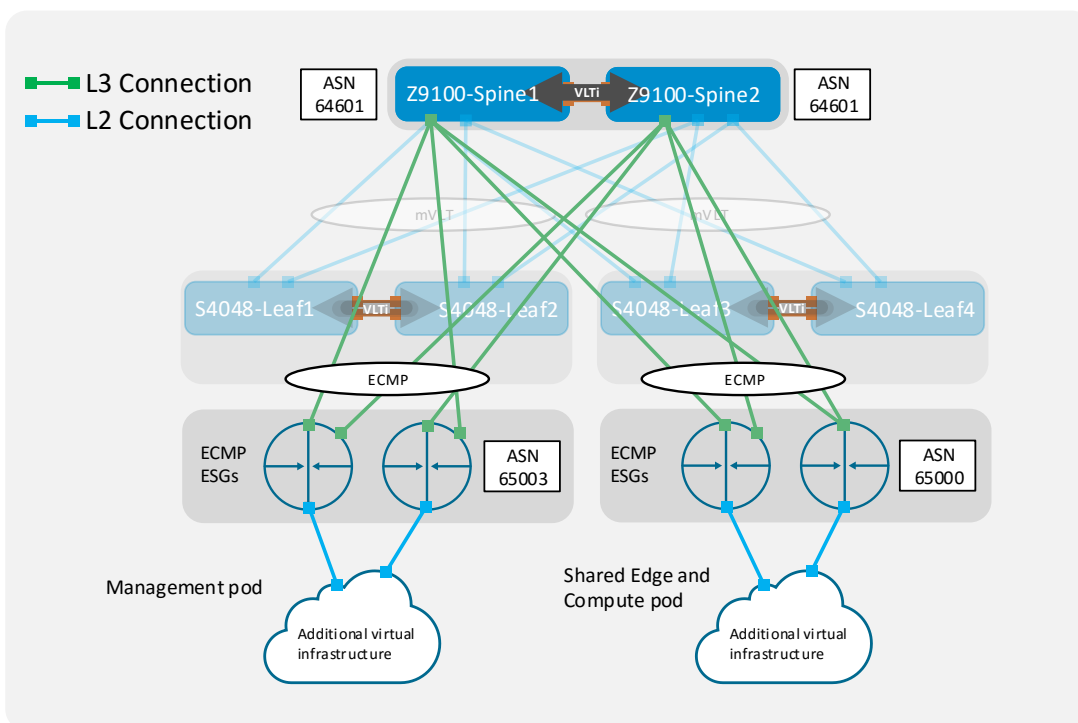 L3 Connection
L2 Connection
ASN
64601
Z9100-Spine1
VLTi
Z9100-Spine2
ASN
64601
mVLT
mVLT
S4048-Leaf1
VLTi
S4048-Leaf2
S4048-Leaf3
VLTi
S4048-Leaf4
ECMP
ECMP
ECMP
ESGs
ASN
65003
ECMP
ESGs
ASN
65000
Management pod
Shared Edge and
Compute pod
Additional virtual
infrastructure
Additional virtual
infrastructure